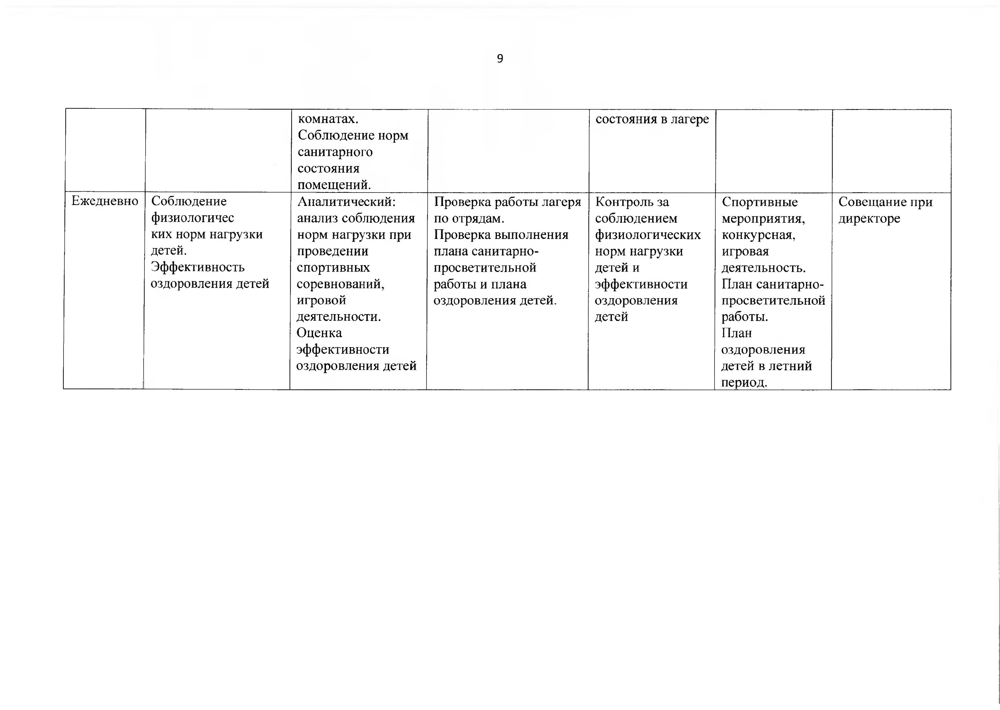 9
комнатах.
Соблюдение норм
санитарного
состояния
помещений.
состояния в лагере
Ежедневно
Соблюдение
физиологичес
ких норм нагрузки
детей.
Эффективность
оздоровления детей
Аналитический:
анализ соблюдения
норм нагрузки при
проведении
спортивных
соревнований,
игровой
деятельности.
Оценка
эффективности
оздоровления детей
Проверка работы лагеря
по отрядам.
Проверка выполнения
плана санитарно-
просветительной
работы и плана
оздоровления детей.
Контроль за
соблюдением
физиологических
норм нагрузки
детей и
эффективности
оздоровления
детей
Спортивные
мероприятия,
конкурсная,
игровая
деятельность.
План санитарно-
просветительной
работы.
План
оздоровления
детей в летний
период.
Совещание при
директоре